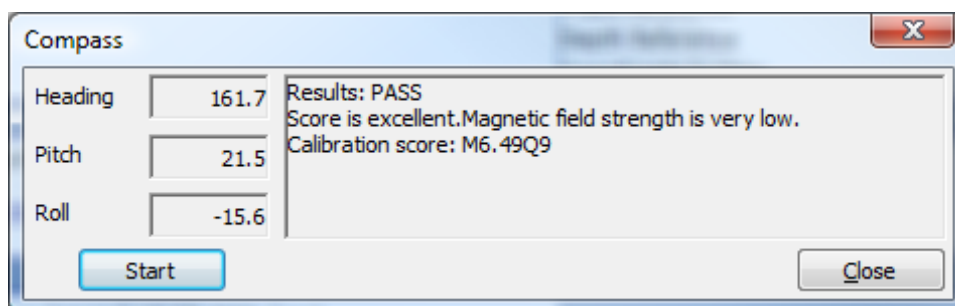 Compass
Heading 161.7
Pitch 21.5
Roll -15.6
Results: PASS
Score is excellent.Magnetic field strength is very low.
Calibration score: M6.49Q9
Start
Close